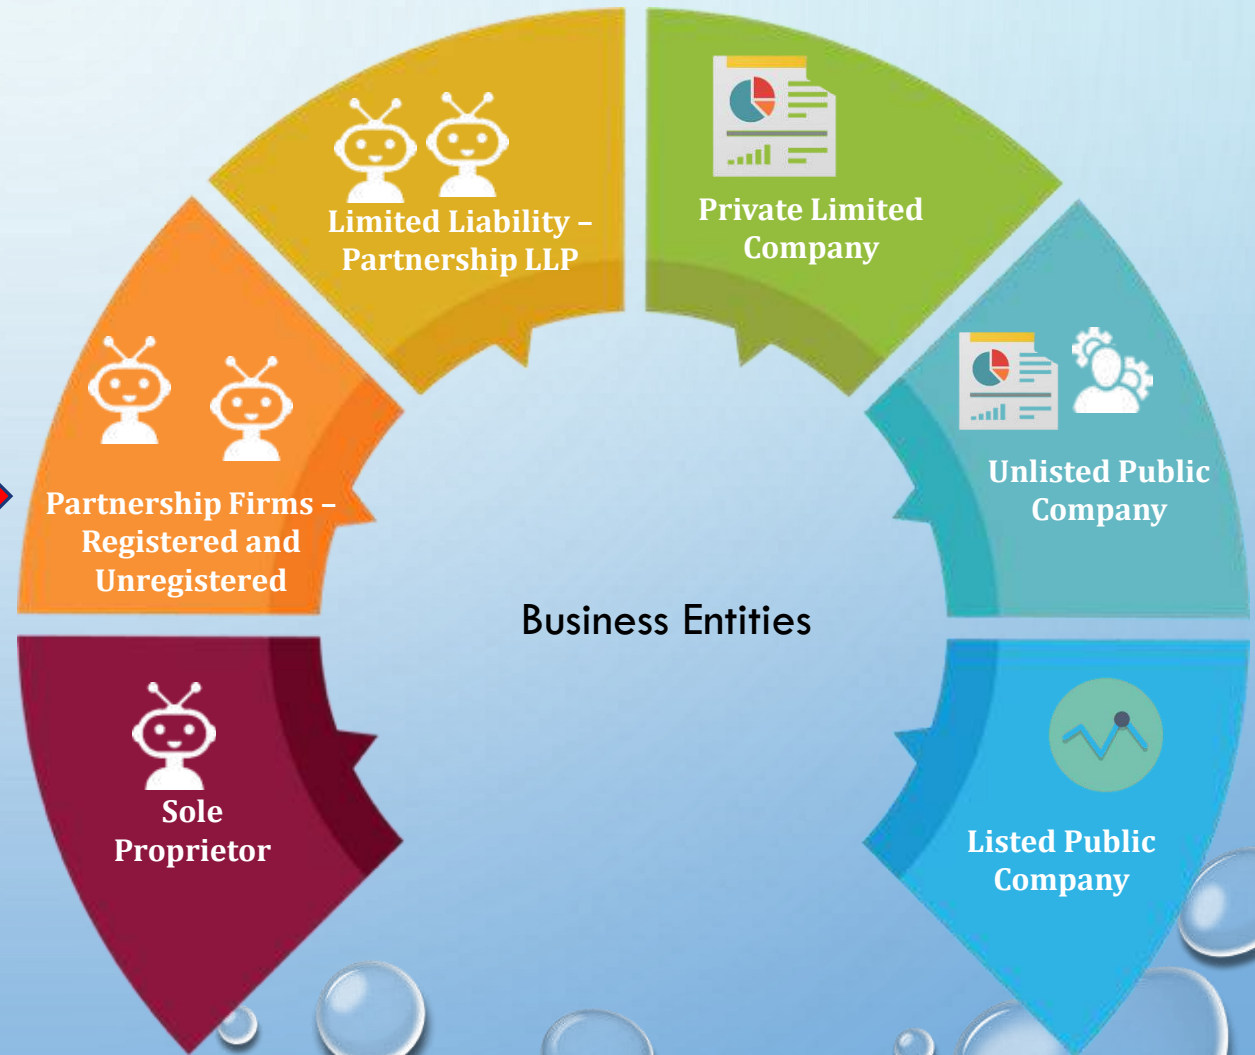 Limited Liability –
Partnership LLP
Private Limited
Company
Partnership Firms –
Registered and
Unregistered
Unlisted Public
Company
Business Entities
Sole
Proprietor
Listed Public
Company